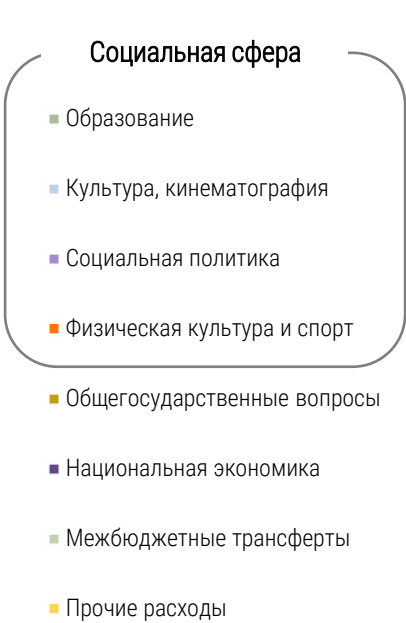 Социальная сфера
Образование
Культура, кинематография
Социальная политика
Физическая культура и спорт
Общегосударственные вопросы
Национальная экономика
Межбюджетные трансферты
Прочие расходы